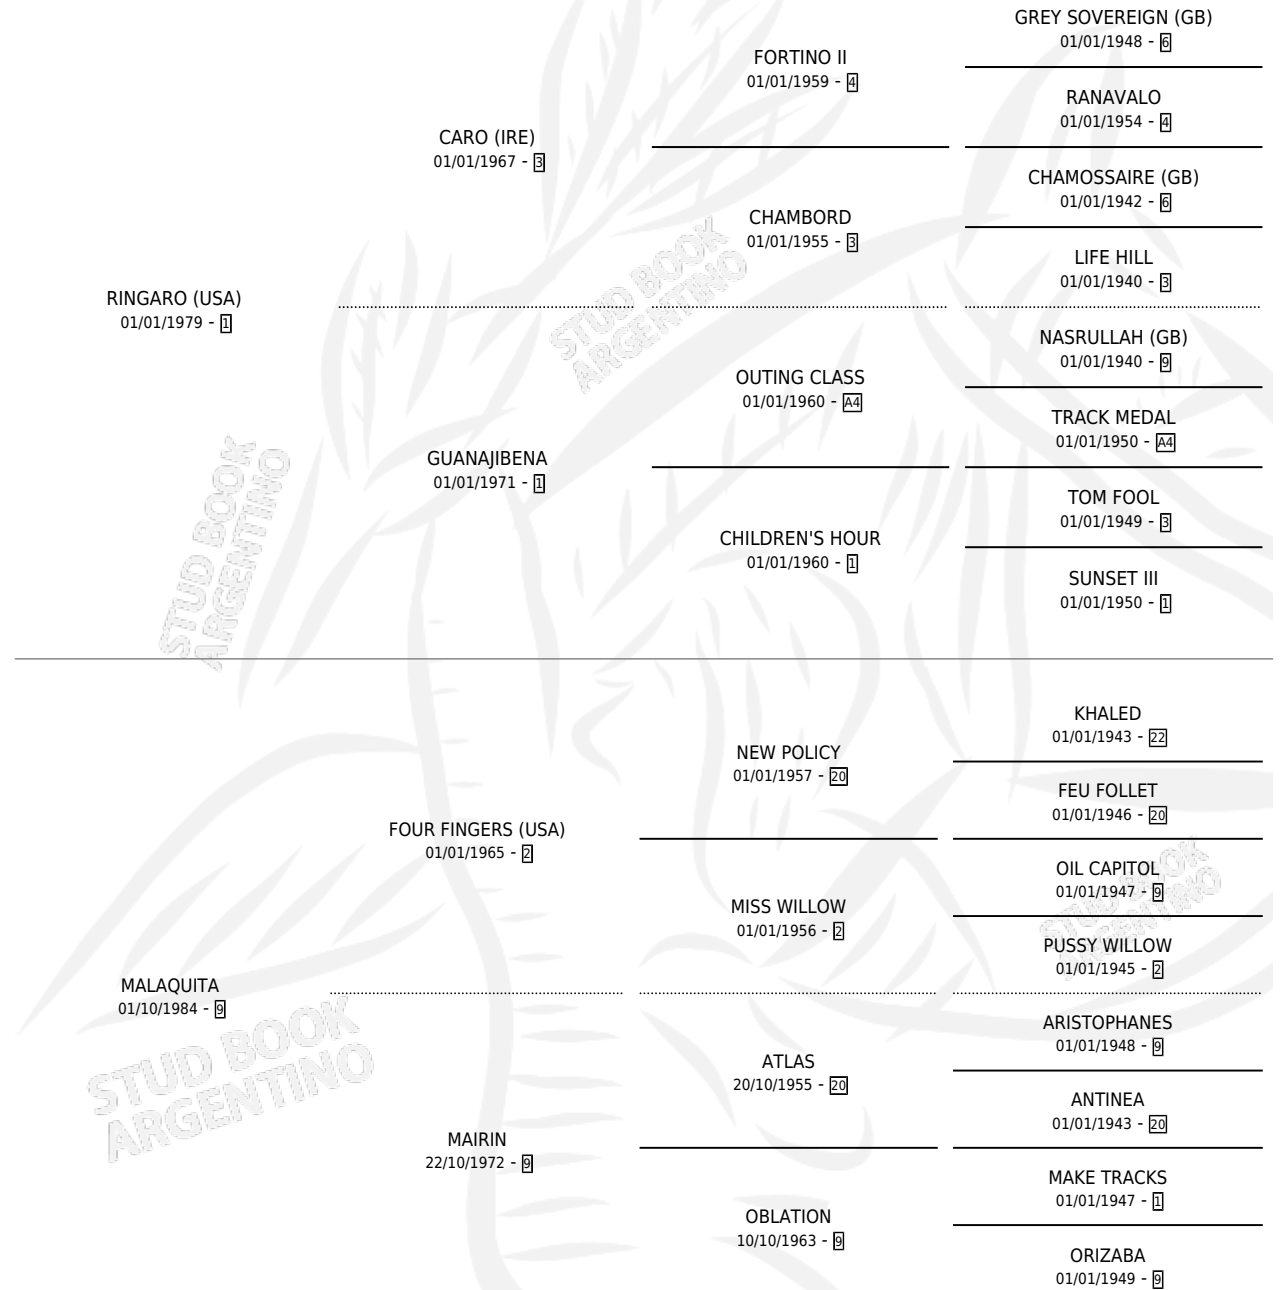 GREY SOVEREIGN (GB)
01/01/1948 - 6
FORTINO II
01/01/1959 - 4
RANAVALO
01/01/1954 - 4
CARO (IRE)
01/01/1967 - 3
CHAMOSSAIRE (GB)
01/01/1942 - 6
CHAMBORD
01/01/1955 - 3
LIFE HILL
01/01/1940 - 3
RINGARO (USA)
01/01/1979 - 1
NASRULLAH (GB)
01/01/1940 - 9
OUTING CLASS
01/01/1960 - A4
TRACK MEDAL
01/01/1950 - A4
GUANAJIBENA
01/01/1971 - 1
TOM FOOL
01/01/1949 - 3
CHILDREN'S HOUR
01/01/1960 - 1
SUNSET III
01/01/1950 - 1
KHALED
01/01/1943 - 22
NEW POLICY
01/01/1957 - 20
FEU FOLLET
01/01/1946 - 20
FOUR FINGERS (USA)
01/01/1965 - 2
OIL CAPITOL
01/01/1947 - 9
MISS WILLOW
01/01/1956 - 2
PUSSY WILLOW
01/01/1945 - 2
MALAQUITA
01/10/1984 - 9
ARISTOPHANES
01/01/1948 - 9
ATLAS
20/10/1955 - 20
ANTINEA
01/01/1943 - 20
MAIRIN
22/10/1972 - 9
MAKE TRACKS
01/01/1947 - 1
OBLATION
10/10/1963 - 9
ORIZABA
01/01/1949 - 9
STUD BOOK
ARGENTINO
STUD BOOK
ARGENTINO
STUD BOOK
ARGENTINO
STUD BOOK
ARGENTINO